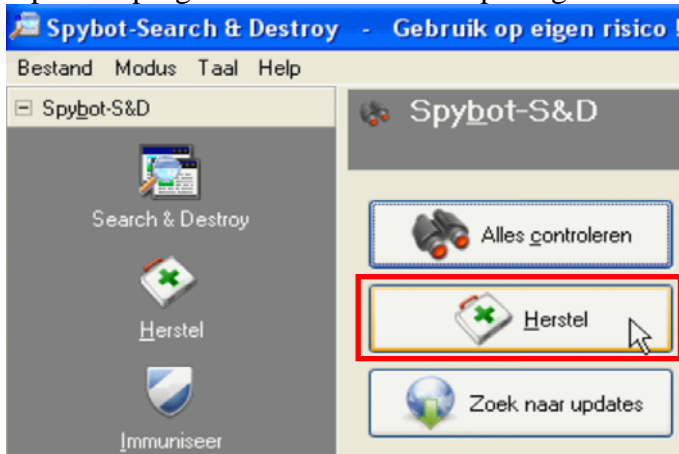 Spybot-Search & Destroy - Gebruik op eigen risico !
Bestand Modus Taal Help
Spybot-S&D
Search & Destroy
Herstel
Immuniseer
Spybot-S&D
Alles controleren
Herstel
Zoek naar updates